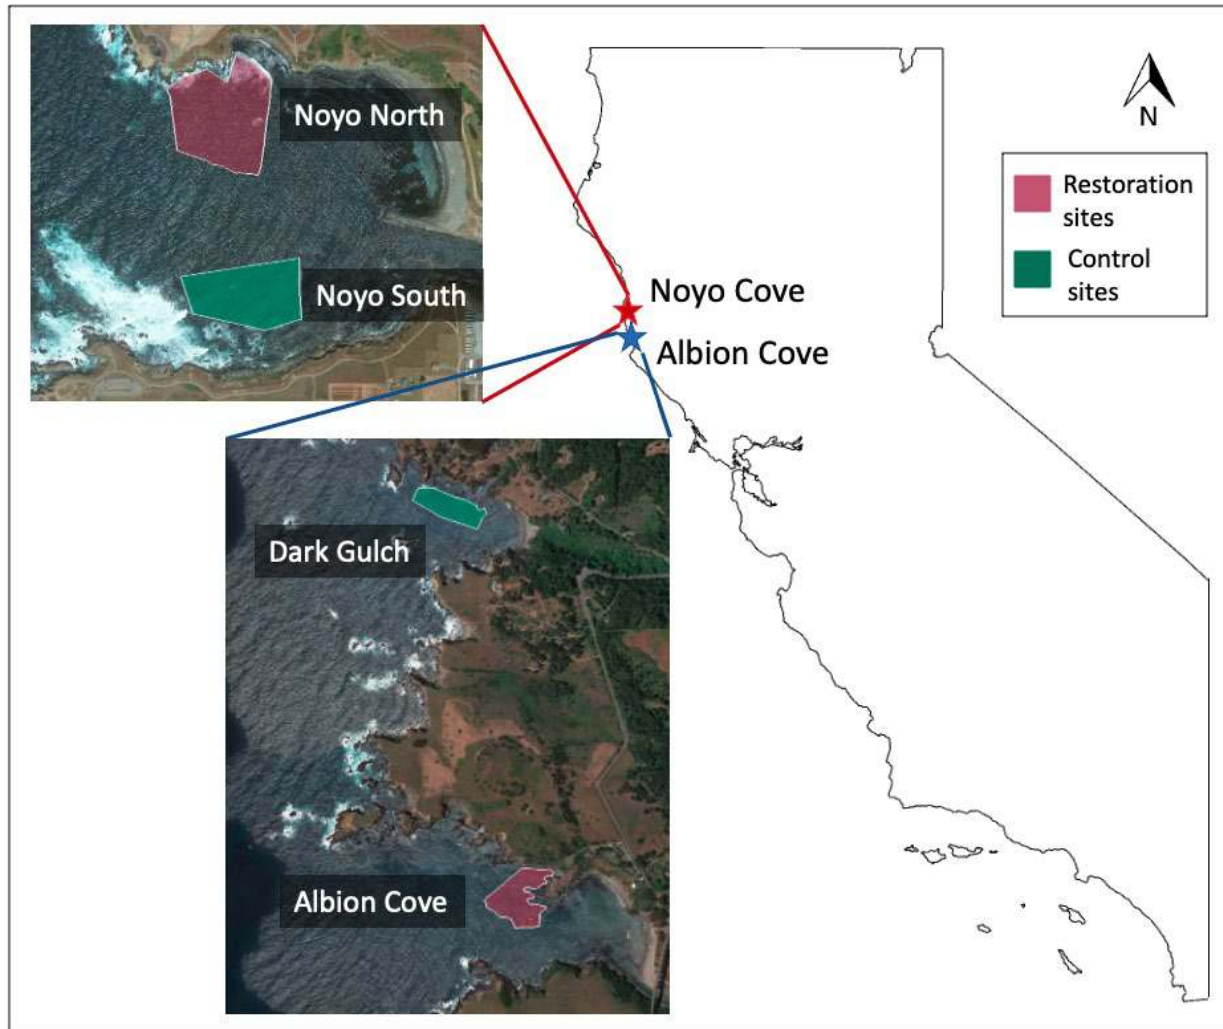 Noyo North
Noyo South
N
Restoration
sites
Control
sites
Noyo Cove
Albion Cove
Dark Gulch
Albion Cove